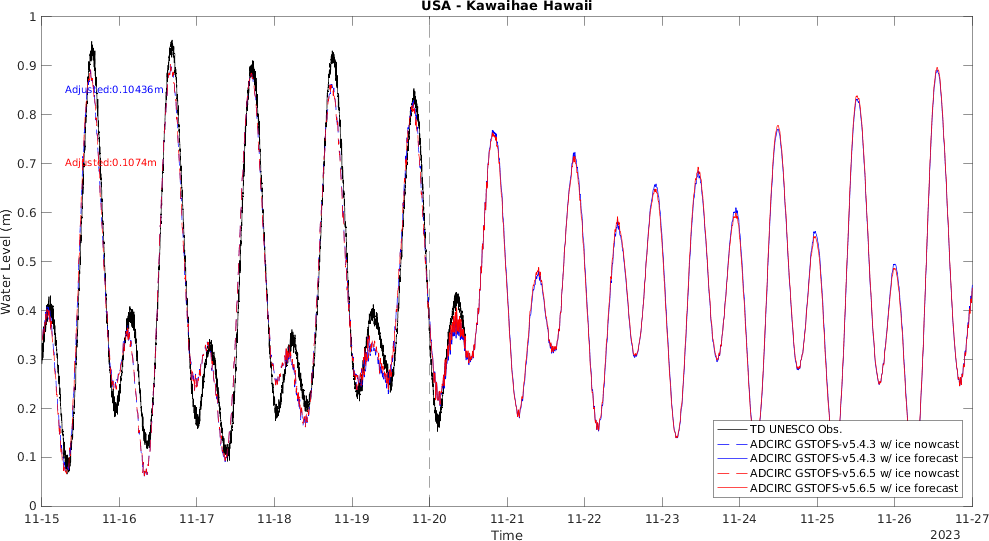 USA - Kawaihae Hawaii
1
0.9
0.8
0.7
0.6
0.5
0.4
0.3
0.2
0.1
0
Water Level (m)
Adjusted:0.10436m
Adjusted:0.1074m
TD UNESCO Obs.
ADCIRC GSTOFS-v5.4.3 w/ ice nowcast
ADCIRC GSTOFS-v5.4.3 w/ ice forecast
ADCIRC GSTOFS-v5.6.5 w/ ice nowcast
ADCIRC GSTOFS-v5.6.5 w/ ice forecast
11-15 11-16 11-17 11-18 11-19 11-20 11-21 11-22 11-23 11-24 11-25 11-26 11-27
Time
2023